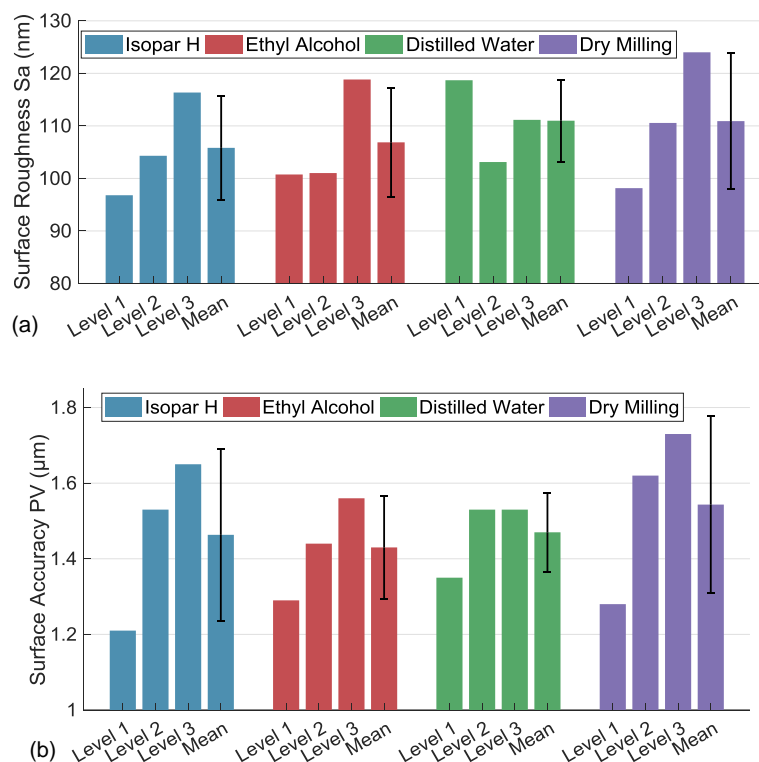 Surface Roughness Sa (nm)
130
120
110
100
90
80
Isopar H Ethyl Alcohol Distilled Water Dry Milling
Level 1 Level 2 Level 3 Mean Level 1 Level 2 Level 3 Mean Level 1 Level 2 Level 3 Mean Level 1 Level 2 Level 3 Mean
(a)
Surface Accuracy PV (μm)
1.8
1.6
1.4
1.2
1
Isopar H Ethyl Alcohol Distilled Water Dry Milling
Level 1 Level 2 Level 3 Mean Level 1 Level 2 Level 3 Mean Level 1 Level 2 Level 3 Mean Level 1 Level 2 Level 3 Mean
(b)